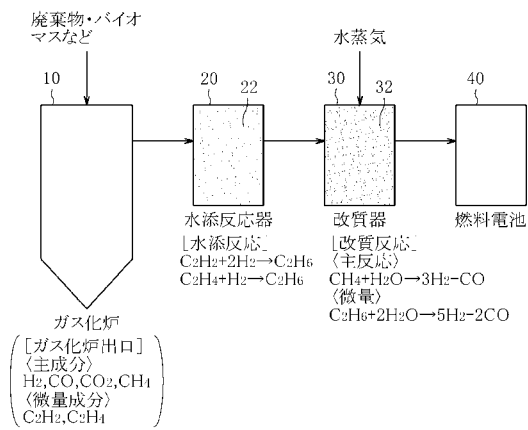 廃棄物・バイオ
マスなど
水蒸気
10
20
22
30
32
40
水添反応器
改質器
燃料電池
[水添反応]
C2H2+2H2→C2H6
C2H4+H2→C2H6
[改質反応]
〈主反応〉
CH4+H2O→3H2-CO
〈微量〉
C2H6+2H2O→5H2-2CO
ガス化炉
[ガス化炉出口]
〈主成分〉
H2,CO,CO2,CH4
〈微量成分〉
C2H2,C2H4